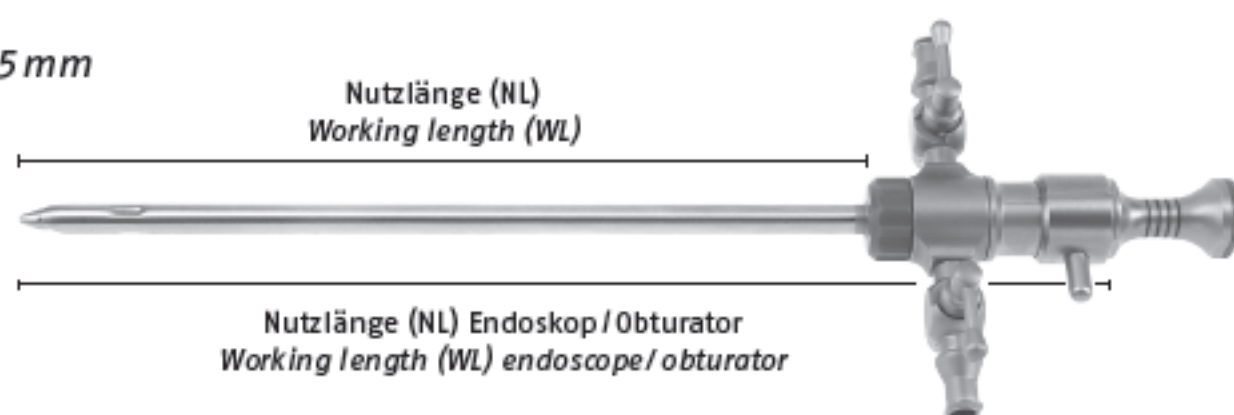 5 mm
Nutzlänge (NL)
Working length (WL)
Nutzlänge (NL) Endoskop/Obturator
Working length (WL) endoscope/obturator